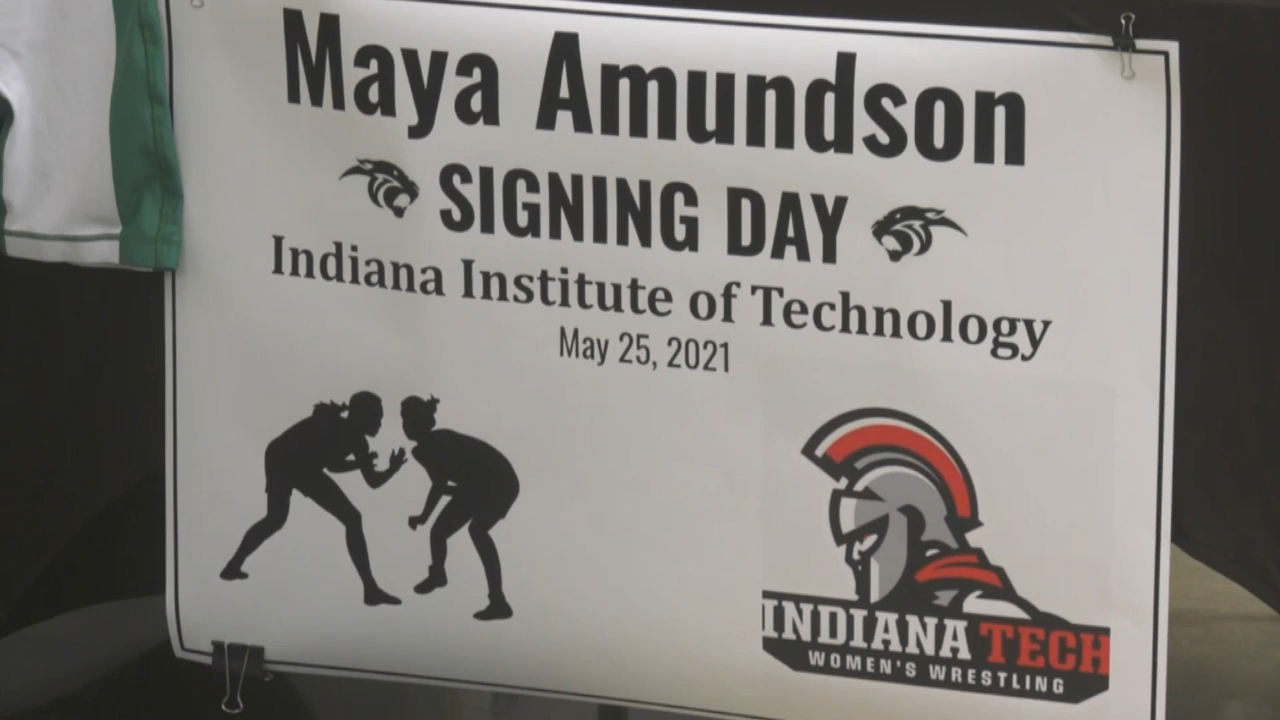 Maya Amundson
SIGNING DAY
Indiana Institute of Technology
May 25, 2021
INDIANA TECH
WOMEN'S WRESTLING